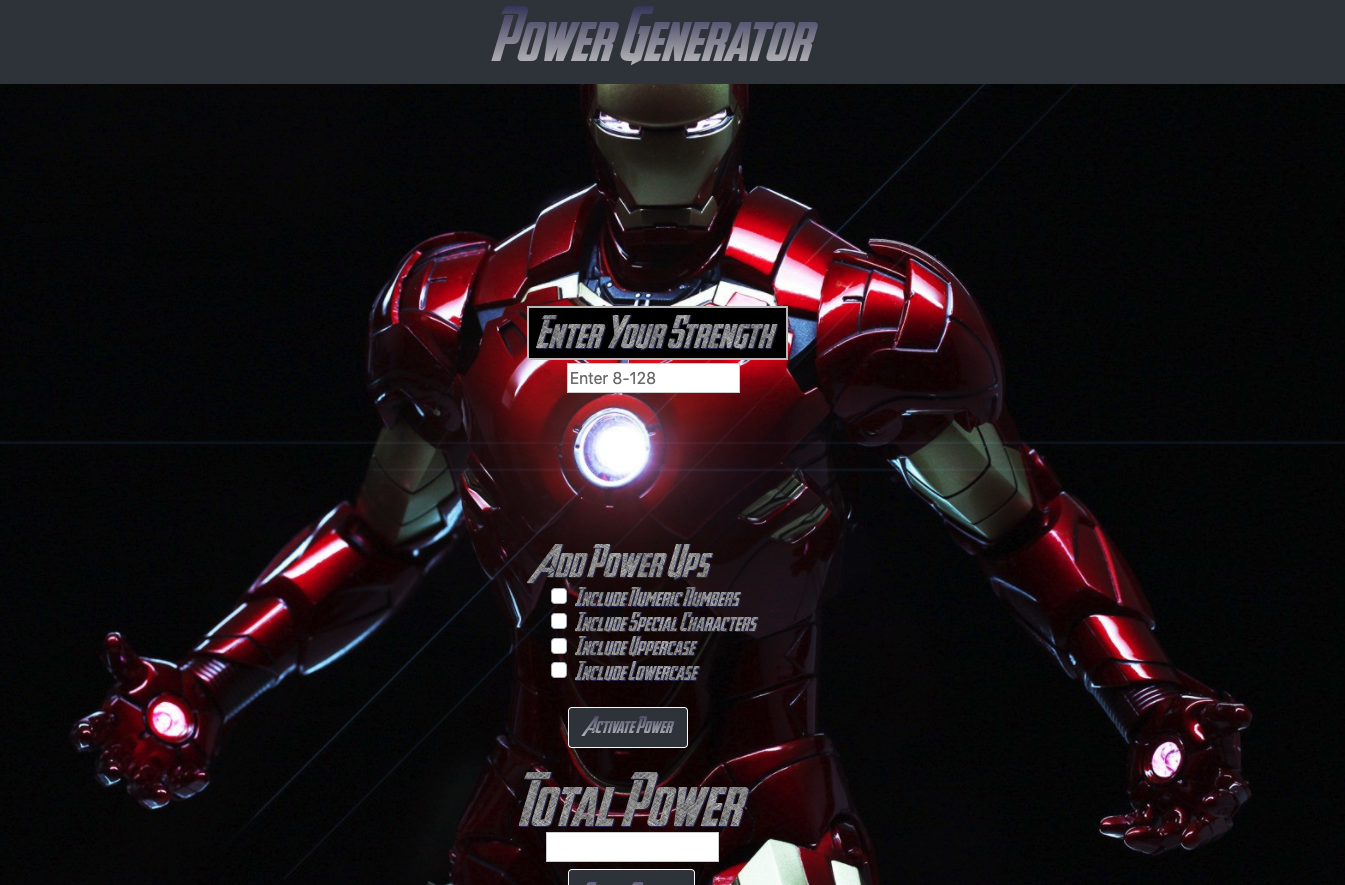 Power Generator
Enter Your Strength
Enter 8-128
Add Power Ups
Include Numeric Numbers
Include Special Characters
Include Uppercase
Include Lowercase
Activate Power
Total Power